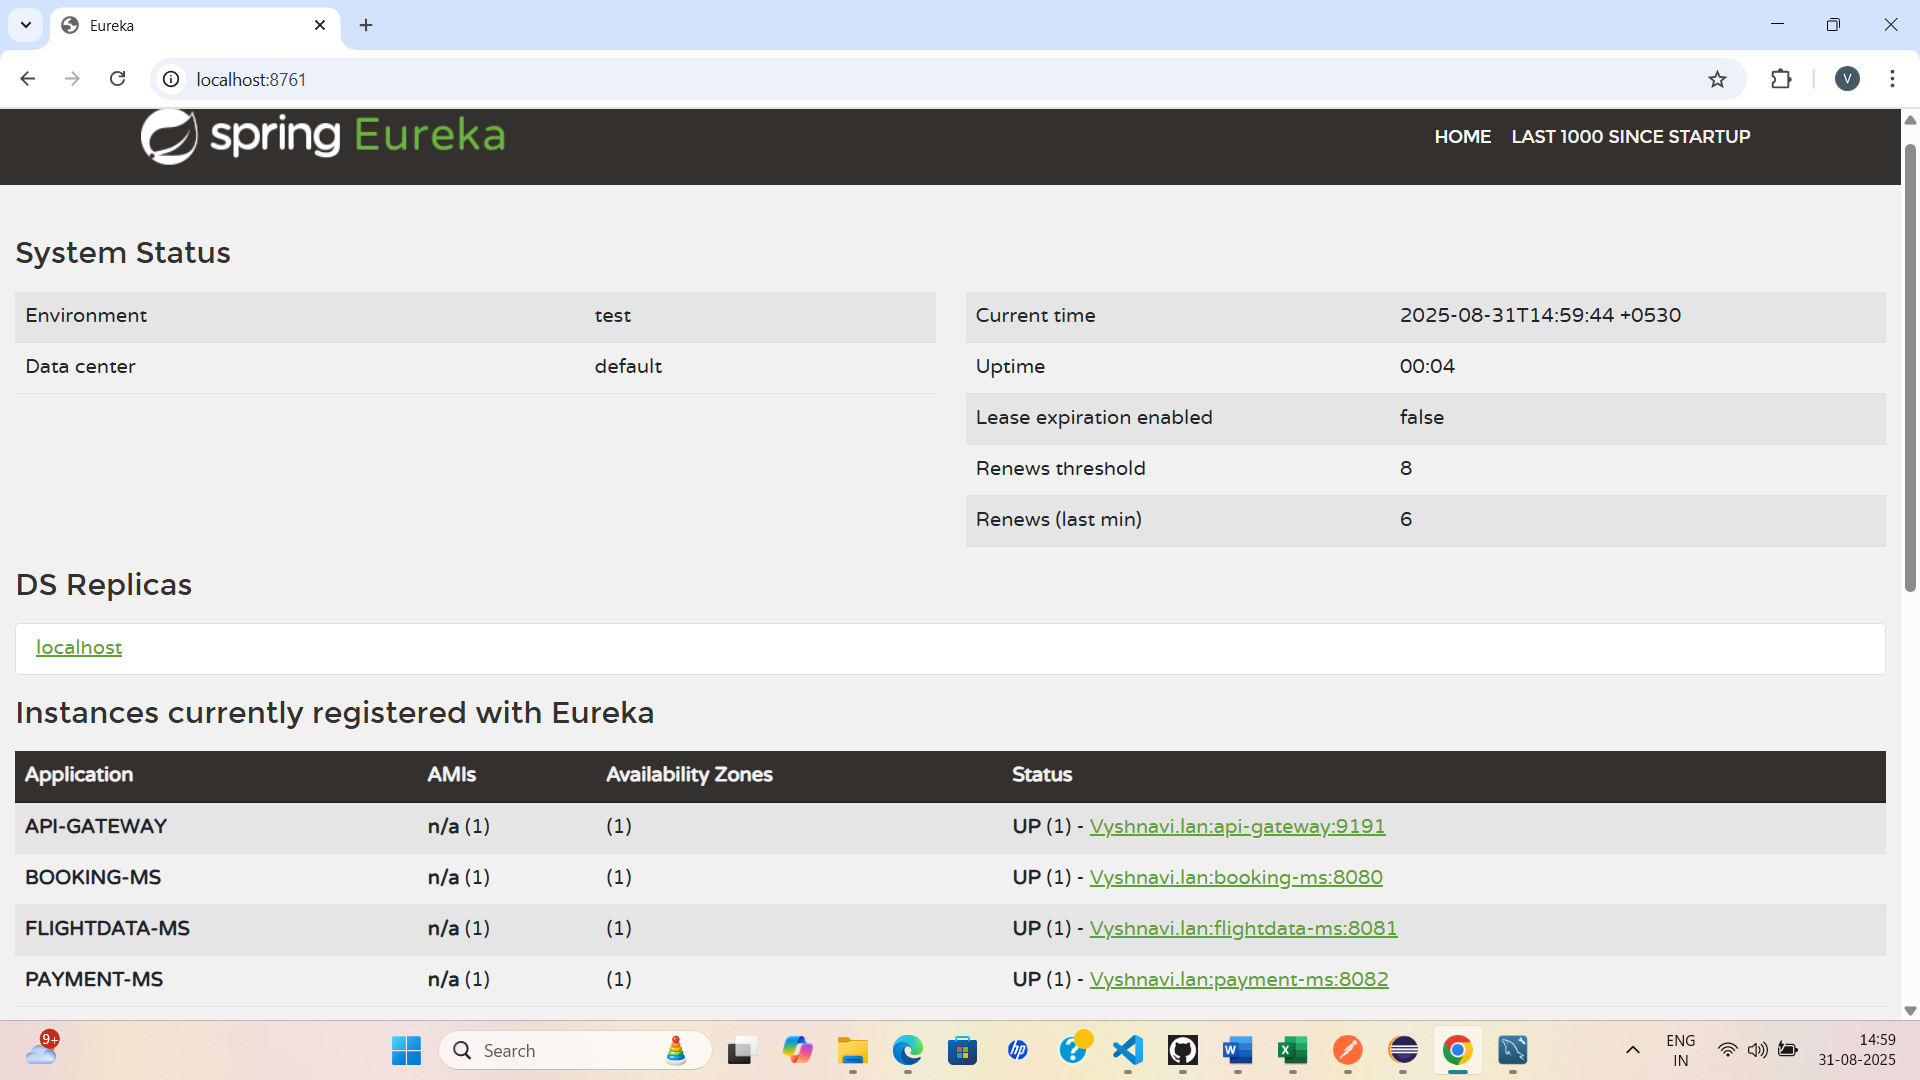 Eureka
localhost:8761
V
spring Eureka
HOME LAST 1000 SINCE STARTUP
System Status
Environment test
Data center default
Current time 2025-08-31T14:59:44 +0530
Uptime 00:04
Lease expiration enabled false
Renews threshold 8
Renews (last min) 6
DS Replicas
localhost
Instances currently registered with Eureka
Application AMIs Availability Zones Status
API-GATEWAY n/a (1) (1) UP (1) - Vyshnavi.lan:api-gateway:9191
BOOKING-MS n/a (1) (1) UP (1) - Vyshnavi.lan:booking-ms:8080
FLIGHTDATA-MS n/a (1) (1) UP (1) - Vyshnavi.lan:flightdata-ms:8081
PAYMENT-MS n/a (1) (1) UP (1) - Vyshnavi.lan:payment-ms:8082
9+
Search
hp
?
W
X
ENG
IN
14:59
31-08-2025